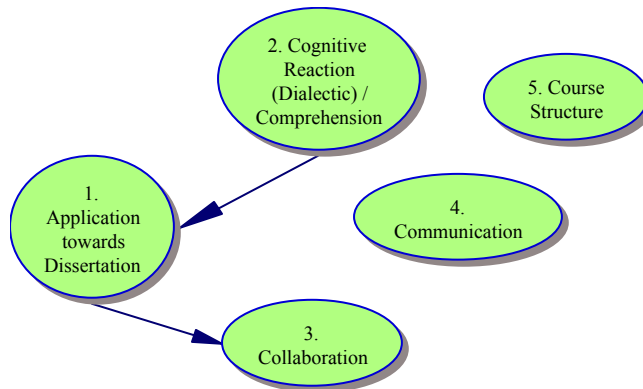 2. Cognitive
Reaction
(Dialectic) /
Comprehension
5. Course
Structure
1.
Application
towards
Dissertation
4.
Communication
3.
Collaboration